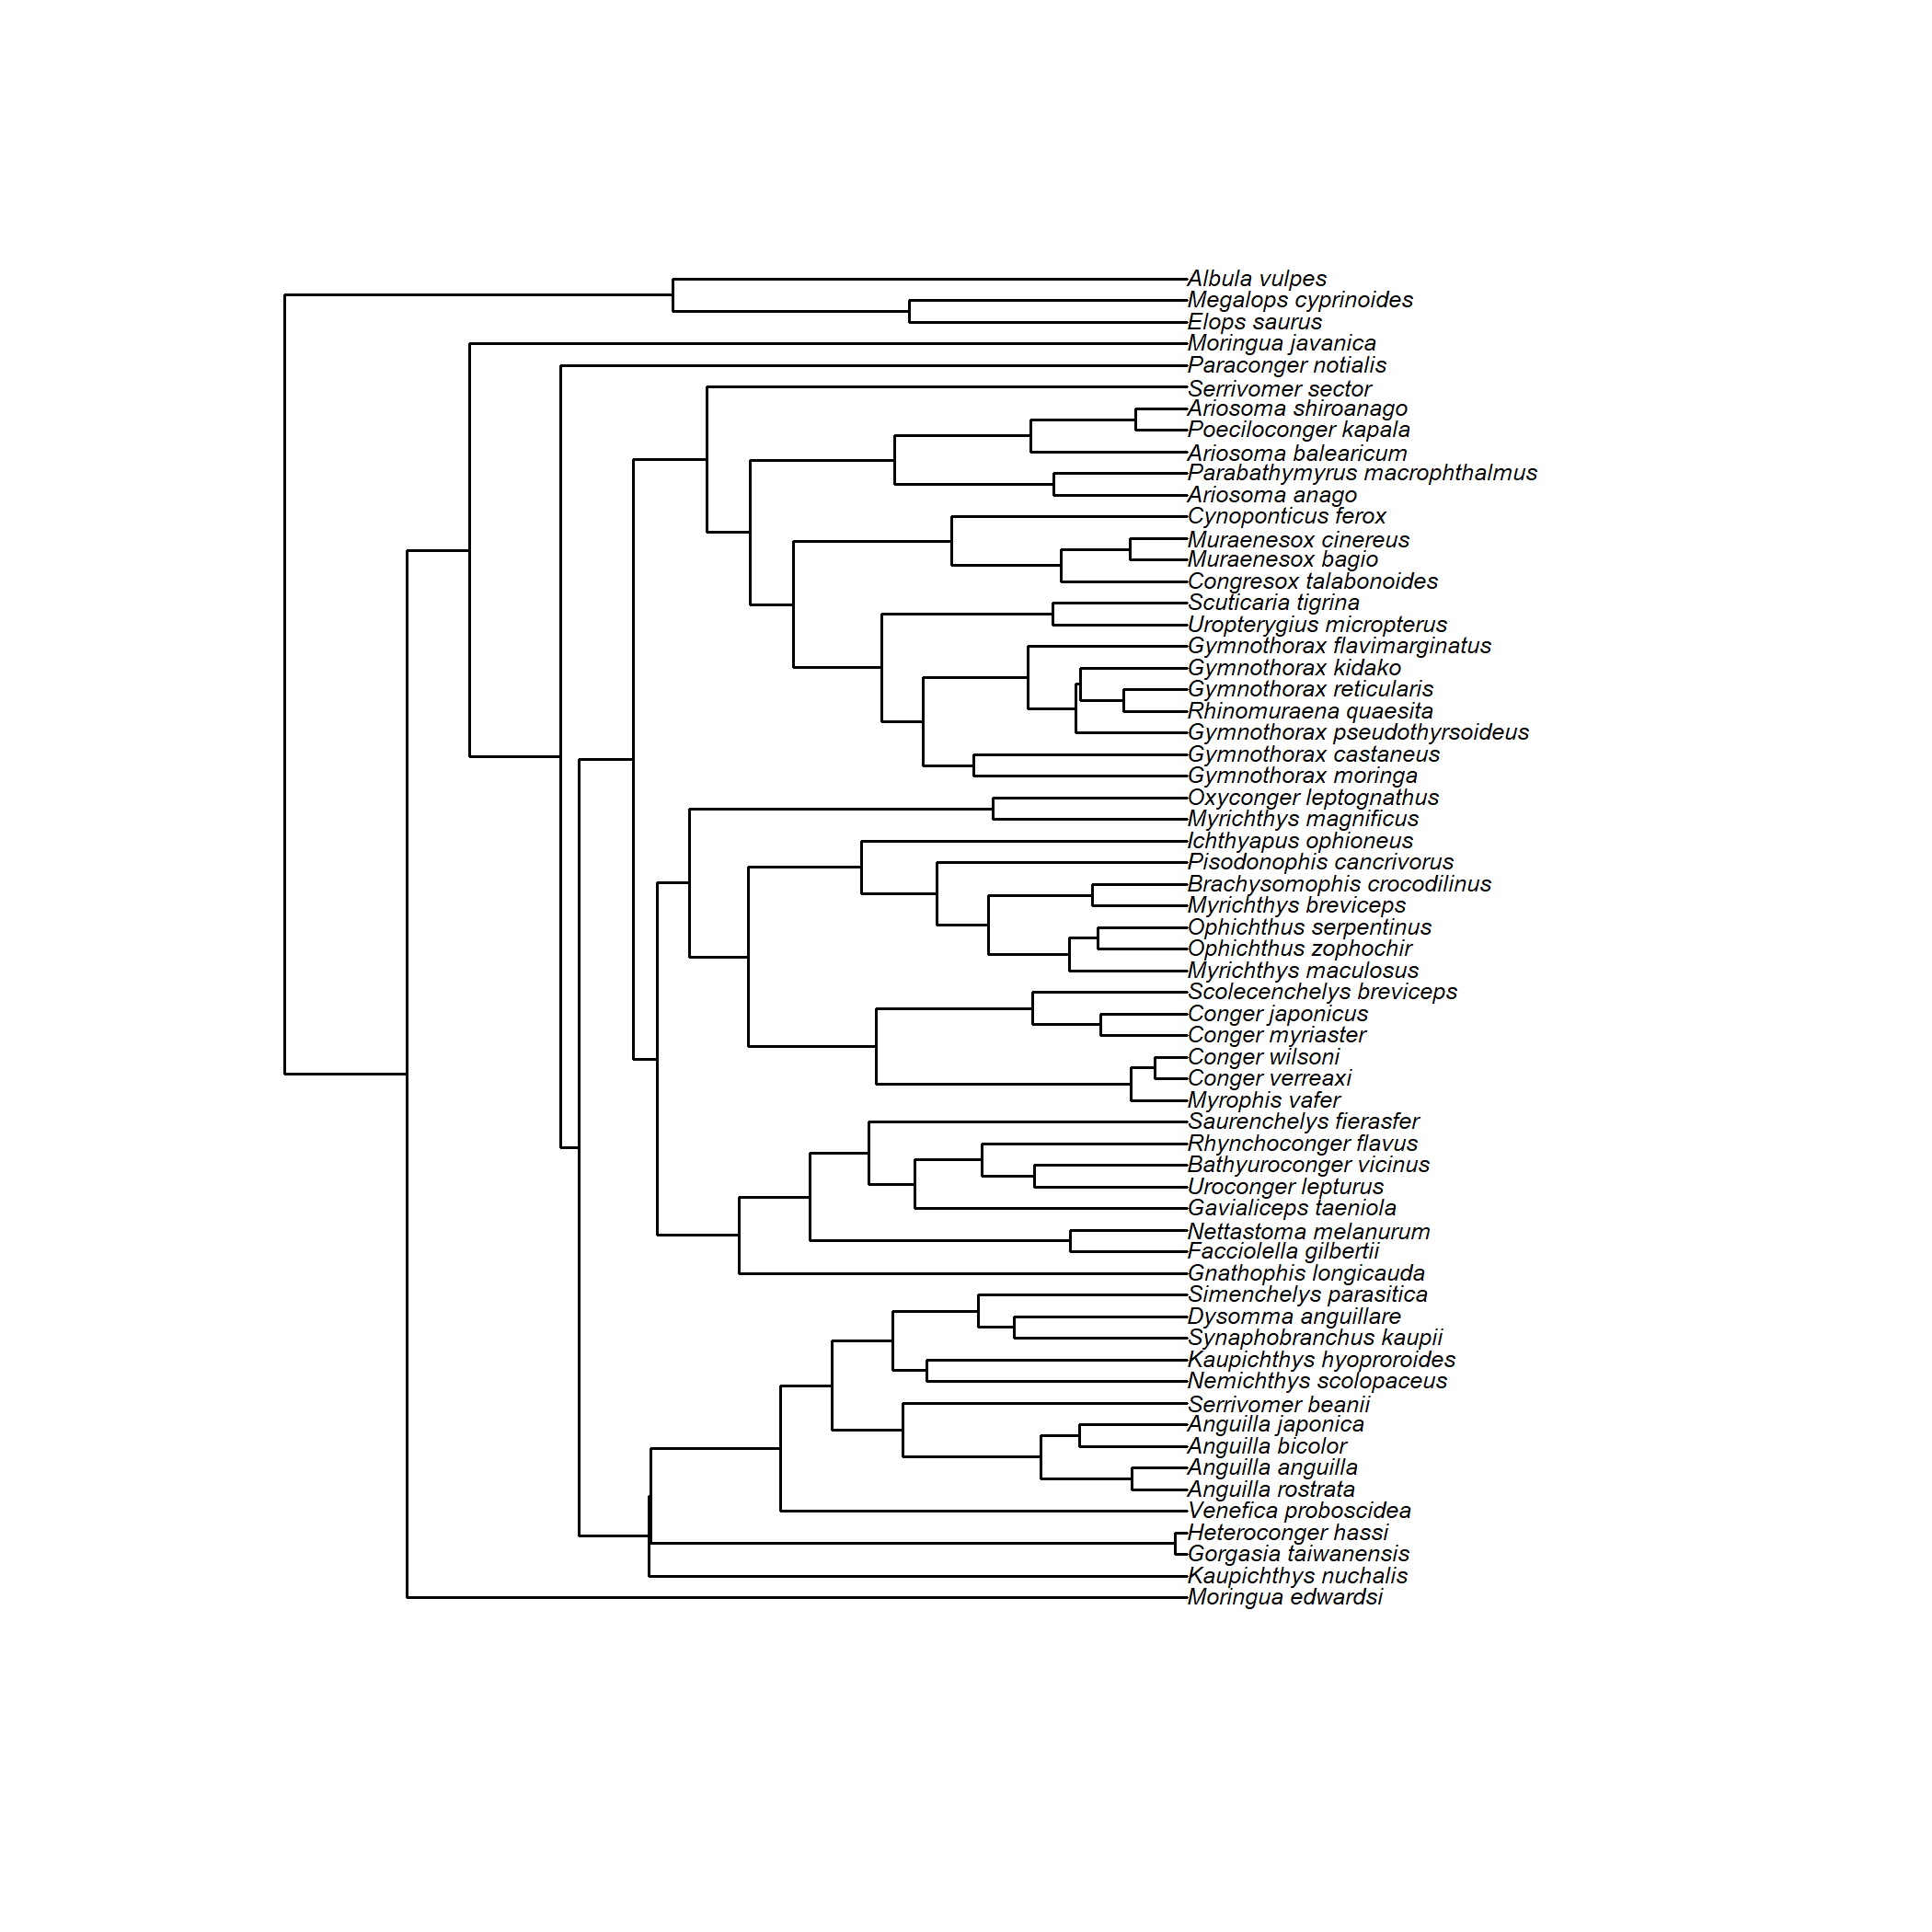 Albula vulpes
Megalops cyprinoides
Elops saurus
Moringua javanica
Paraconger notialis
Serrivomer sector
Ariosoma shiroanago
Poeciloconger kapala
Ariosoma balearicum
Parabathymyrus macrophthalmus
Ariosoma anago
Cynoponticus ferox
Muraenesox cinereus
Muraenesox bagio
Congresox talabonoides
Scuticaria tigrina
Uropterygius micropterus
Gymnothorax flavimarginatus
Gymnothorax kidako
Gymnothorax reticularis
Rhinomuraena quaesita
Gymnothorax pseudothyrsoideus
Gymnothorax castaneus
Gymnothorax moringa
Oxyconger leptognathus
Myrichthys magnificus
Ichthyapus ophioneus
Pisodonophis cancrivorus
Brachysomophis crocodilinus
Myrichthys breviceps
Ophichthus serpentinus
Ophichthus zophochir
Myrichthys maculosus
Scolecenchelys breviceps
Conger japonicus
Conger myriaster
Conger wilsoni
Conger verreaxi
Myrophis vafer
Saurenchelys fierasfer
Rhynchoconger flavus
Bathyuroconger vicinus
Uroconger lepturus
Gavialiceps taeniola
Nettastoma melanurum
Facciolella gilbertii
Gnathophis longicauda
Simenchelys parasitica
Dysomma anguillare
Synaphobranchus kaupii
Kaupichthys hyoproroides
Nemichthys scolopaceus
Serrivomer beanii
Anguilla japonica
Anguilla bicolor
Anguilla anguilla
Anguilla rostrata
Venefica proboscidea
Heteroconger hassi
Gorgasia taiwanensis
Kaupichthys nuchalis
Moringua edwardsi